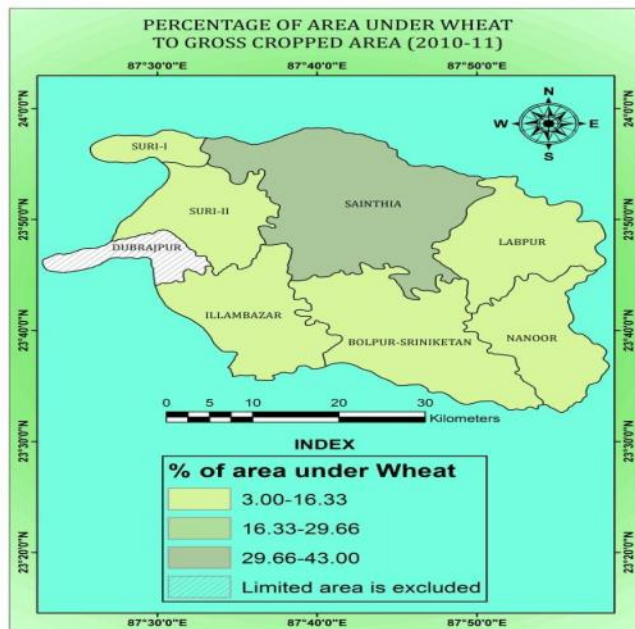 PERCENTAGE OF AREA UNDER WHEAT
TO GROSS CROPPED AREA (2010-11)
87°30'0"E 87°40'0"E 87°50'0"E
24°0'0"N
23°50'0"N
23°40'0"N
23°30'0"N
23°20'0"N
N
W E
S
SURI-I
SURI-II
SAINTHIA
LABPUR
DUBRAJPUR
ILLAMBAZAR
BOLPUR-SRINIKETAN
NANOOR
0 5 10 20 30
Kilometers
INDEX
% of area under Wheat
3.00-16.33
16.33-29.66
29.66-43.00
Limited area is excluded
24°0'0"N
23°50'0"N
23°40'0"N
23°30'0"N
23°20'0"N
87°30'0"E 87°40'0"E 87°50'0"E